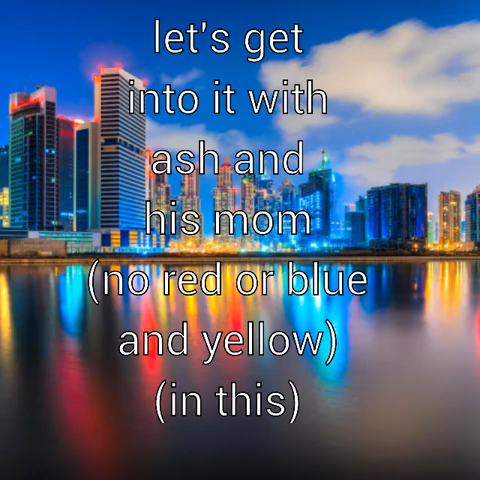 let's get
into it with
ash and
his mom
(no red or blue
and yellow)
(in this)